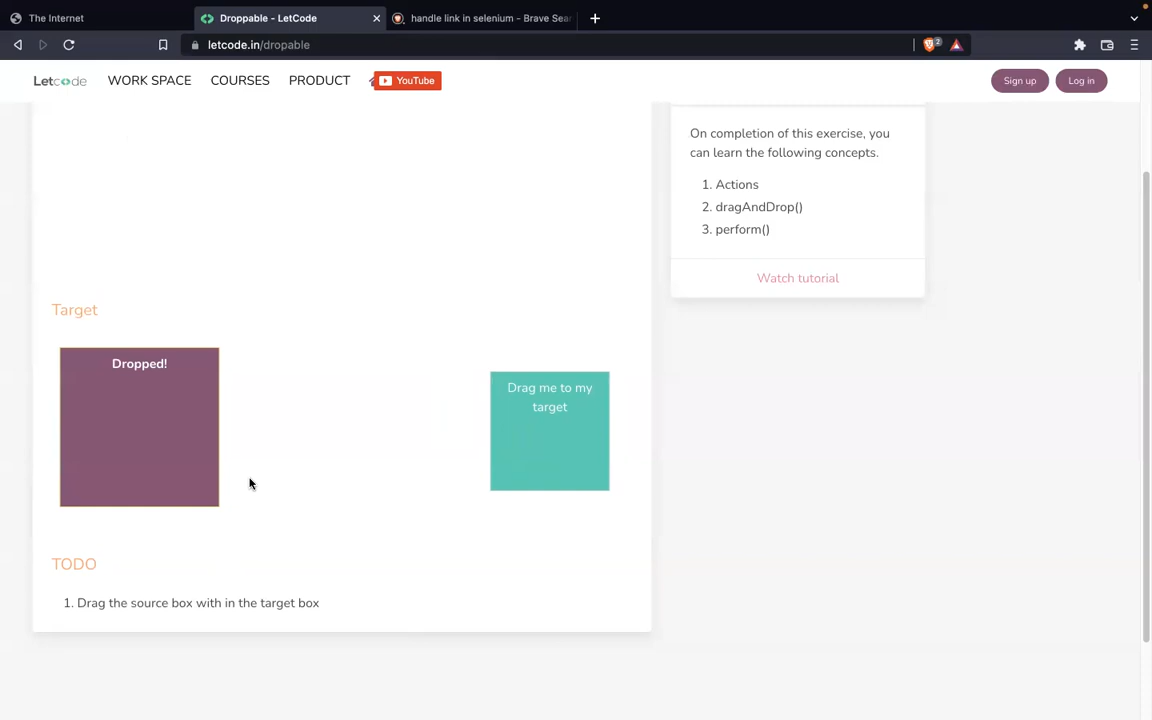 The Internet
Droppable - LetCode
handle link in selenium - Brave Sear
letcode.in/dropable
2
Letcode
WORK SPACE
COURSES
PRODUCT
YouTube
Sign up
Log in
On completion of this exercise, you
can learn the following concepts.
1. Actions
2. dragAndDrop()
3. perform()
Watch tutorial
Target
Dropped!
Drag me to my
target
TODO
1. Drag the source box with in the target box